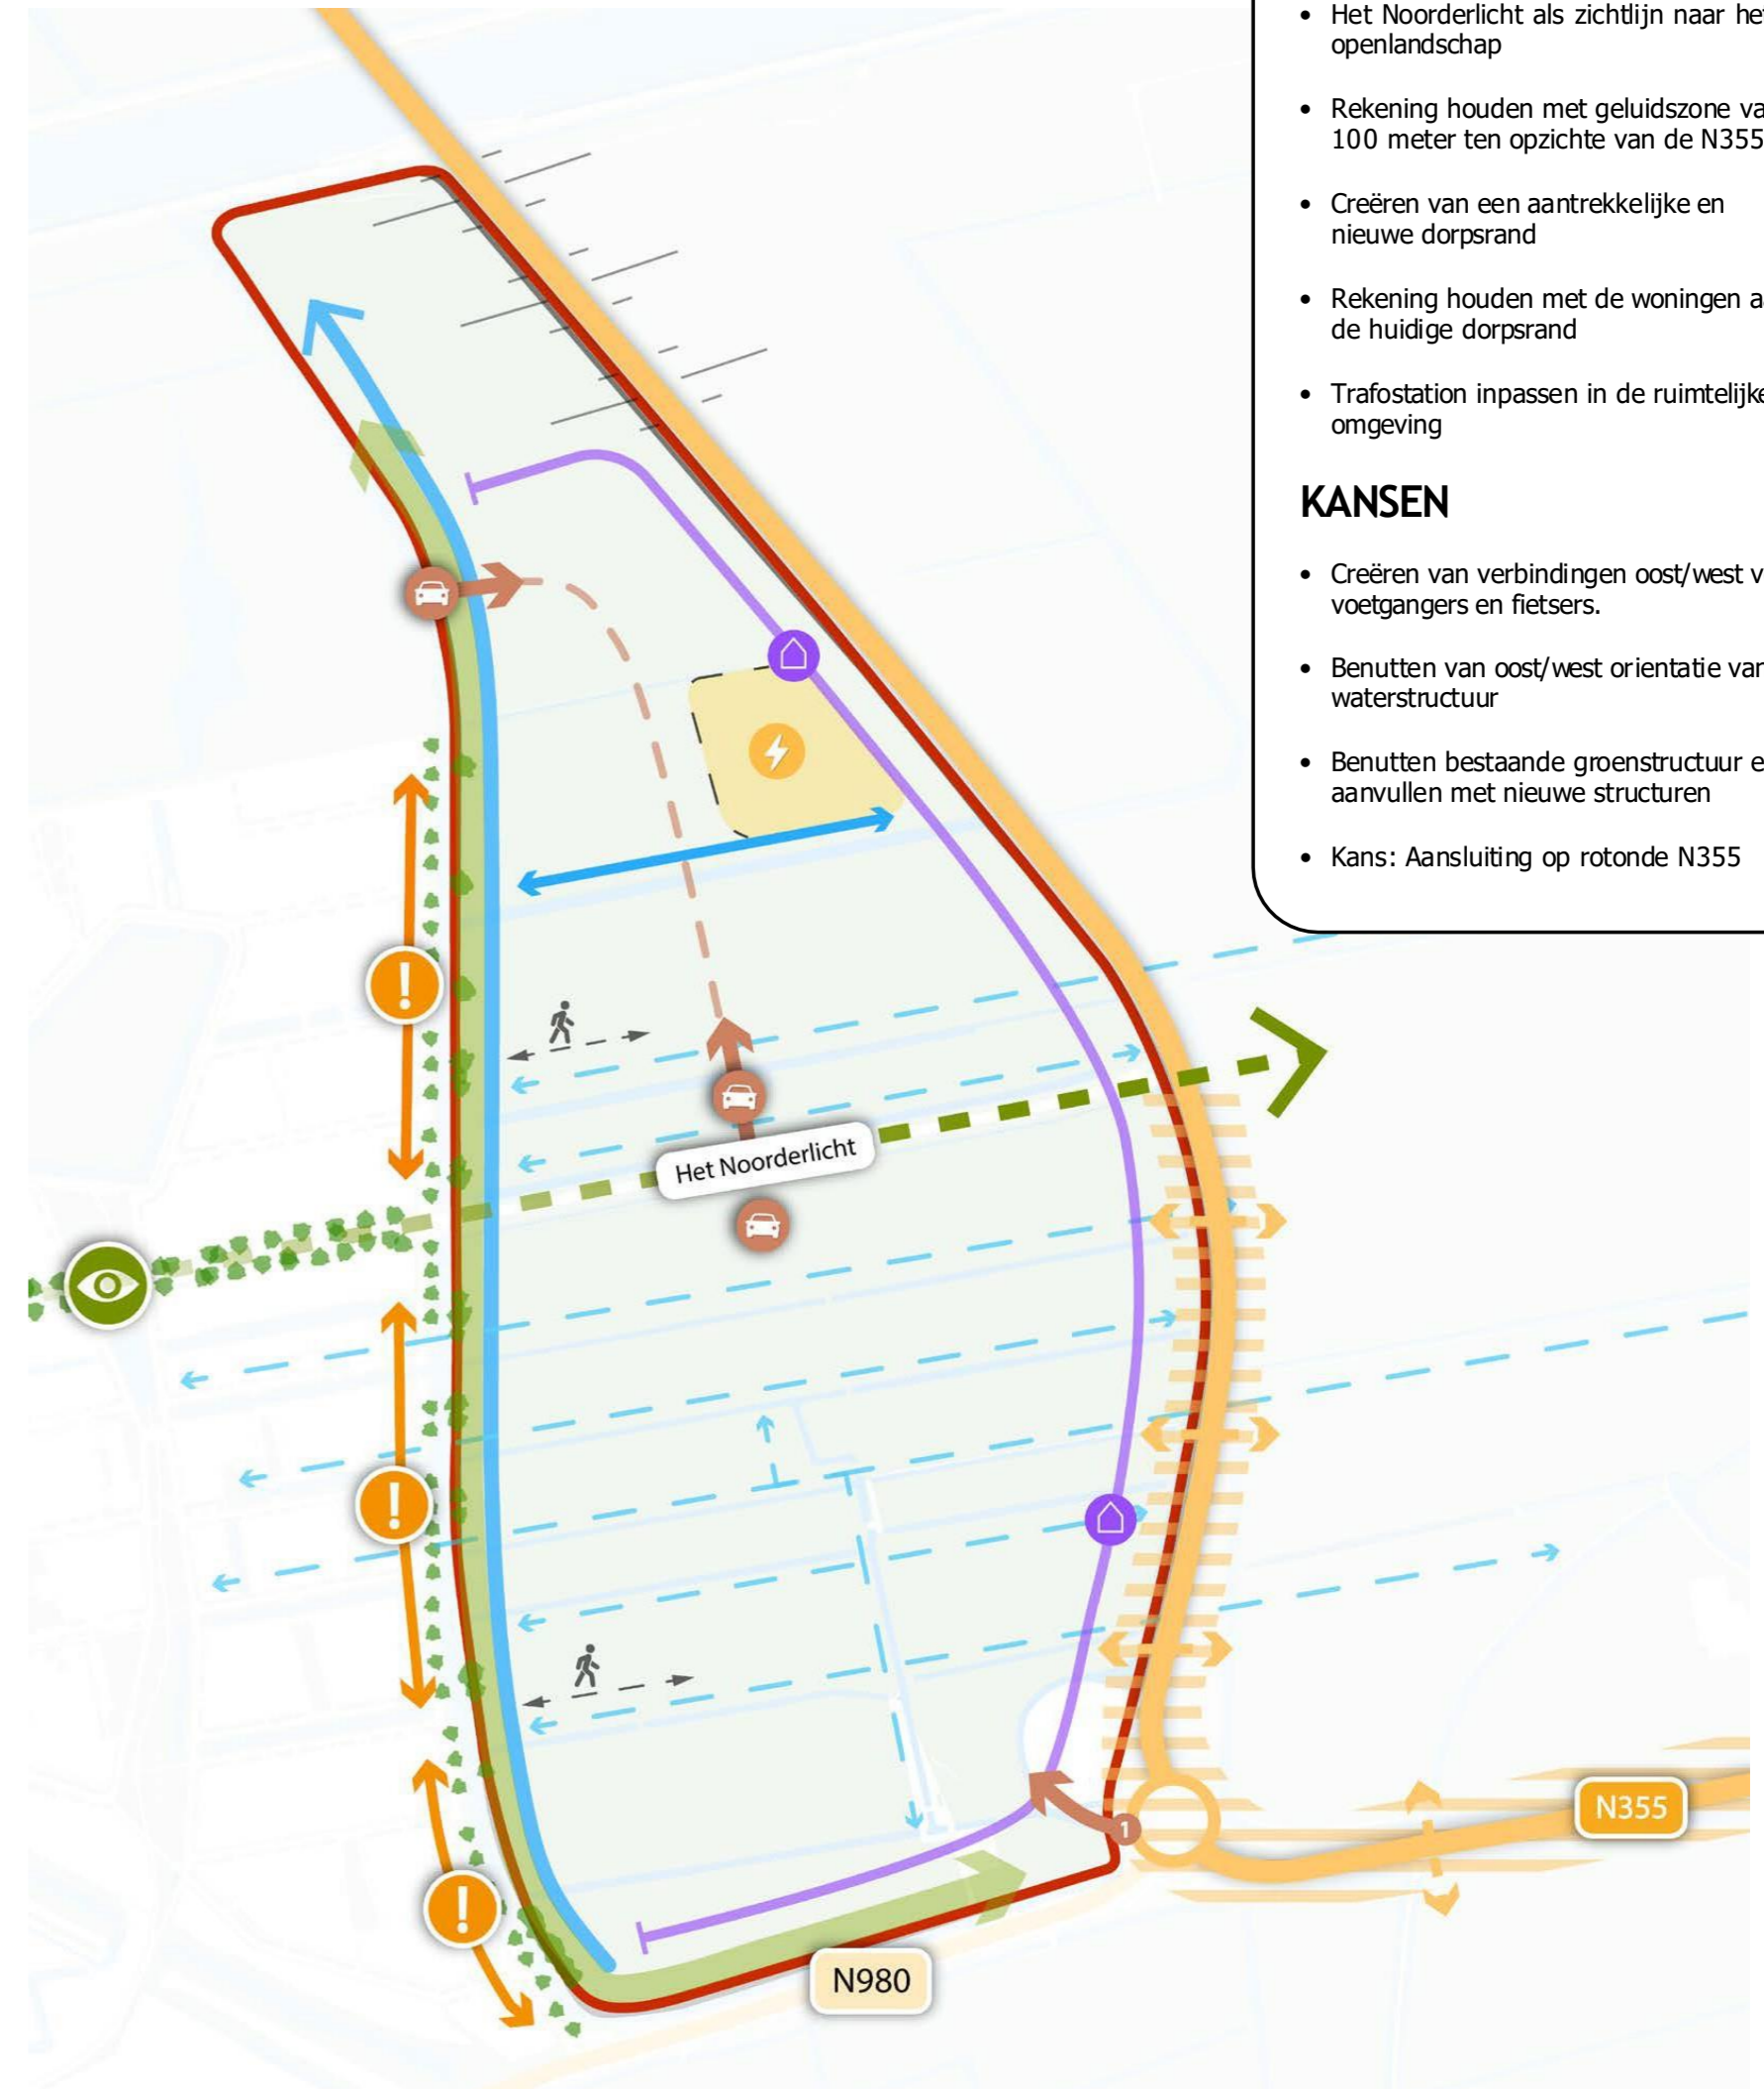 • Het Noorderlicht als zichtlijn naar het
openlandschap
• Rekening houden met geluidszone va
100 meter ten opzichte van de N355
• Creëren van een aantrekkelijke en
nieuwe dorpsrand
• Rekening houden met de woningen a
de huidige dorpsrand
• Trafostation inpassen in de ruimtelijke
omgeving
KANSEN
• Creëren van verbindingen oost/west v
voetgangers en fietsers.
• Benutten van oost/west orientatie van
waterstructuur
• Benutten bestaande groenstructuur e
aanvullen met nieuwe structuren
• Kans: Aansluiting op rotonde N355
!
Het Noorderlicht
!
N355
1
!
N980